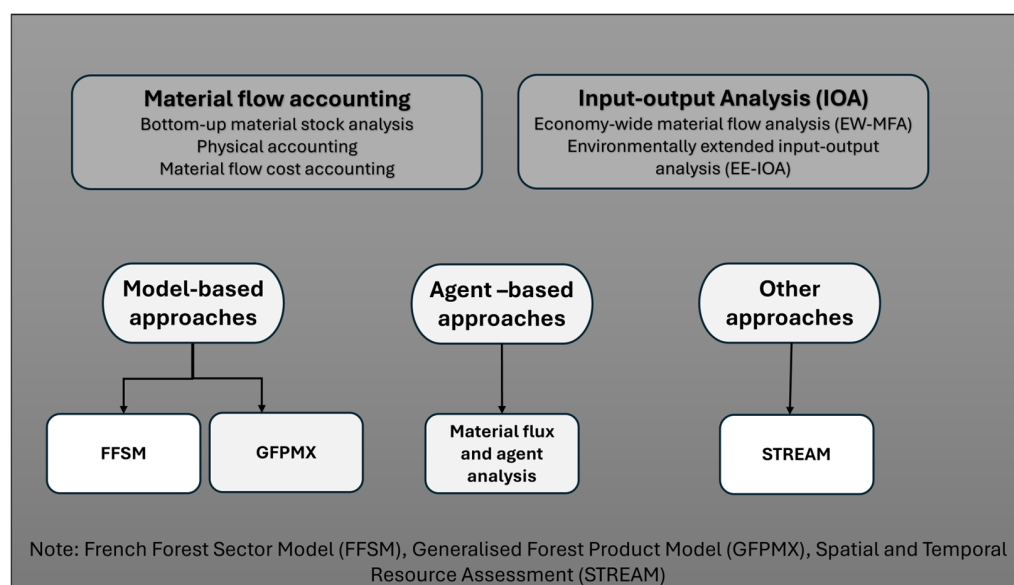 Material flow accounting
Bottom-up material stock analysis
Physical accounting
Material flow cost accounting
Input-output Analysis (IOA)
Economy-wide material flow analysis (EW-MFA)
Environmentally extended input-output
analysis (EE-IOA)
Model-based
approaches
Agent –based
approaches
Other
approaches
FFSM
GFPMX
Material flux
and agent
analysis
STREAM
Note: French Forest Sector Model (FFSM), Generalised Forest Product Model (GFPMX), Spatial and Temporal
Resource Assessment (STREAM)